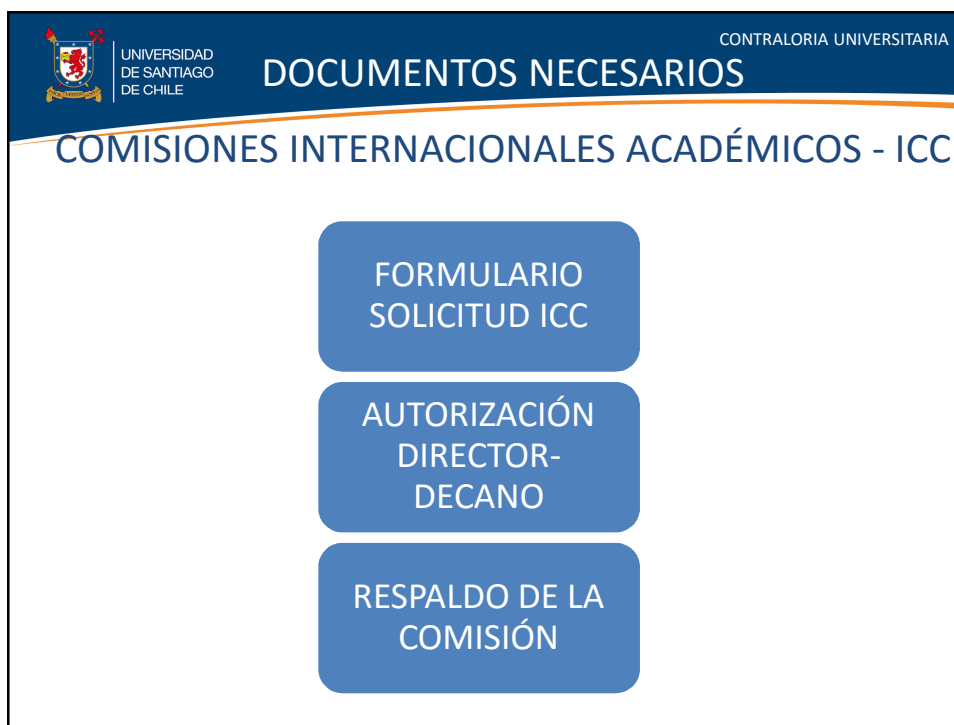 CONTRALORIA UNIVERSITARIA
UNIVERSIDAD
DE SANTIAGO
DE CHILE
DOCUMENTOS NECESARIOS
COMISIONES INTERNACIONALES ACADÉMICOS - ICC
FORMULARIO
SOLICITUD ICC
AUTORIZACIÓN
DIRECTOR-
DECANO
RESPALDO DE LA
COMISIÓN